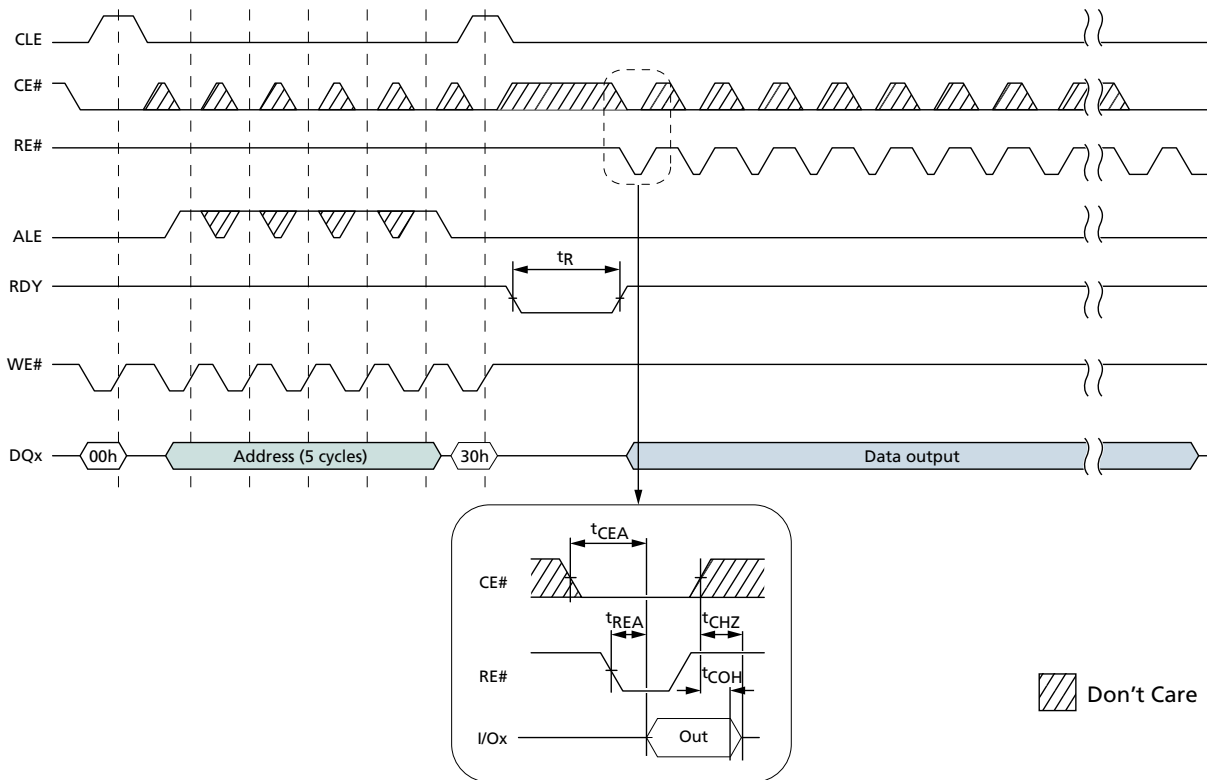 CLE
CE#
RE#
ALE
tR
RDY
WE#
DQx
00h
Address (5 cycles)
30h
Data output
tCEA
CE#
tREA
tCHZ
RE#
tCOH
I/Ox
Out
Don't Care